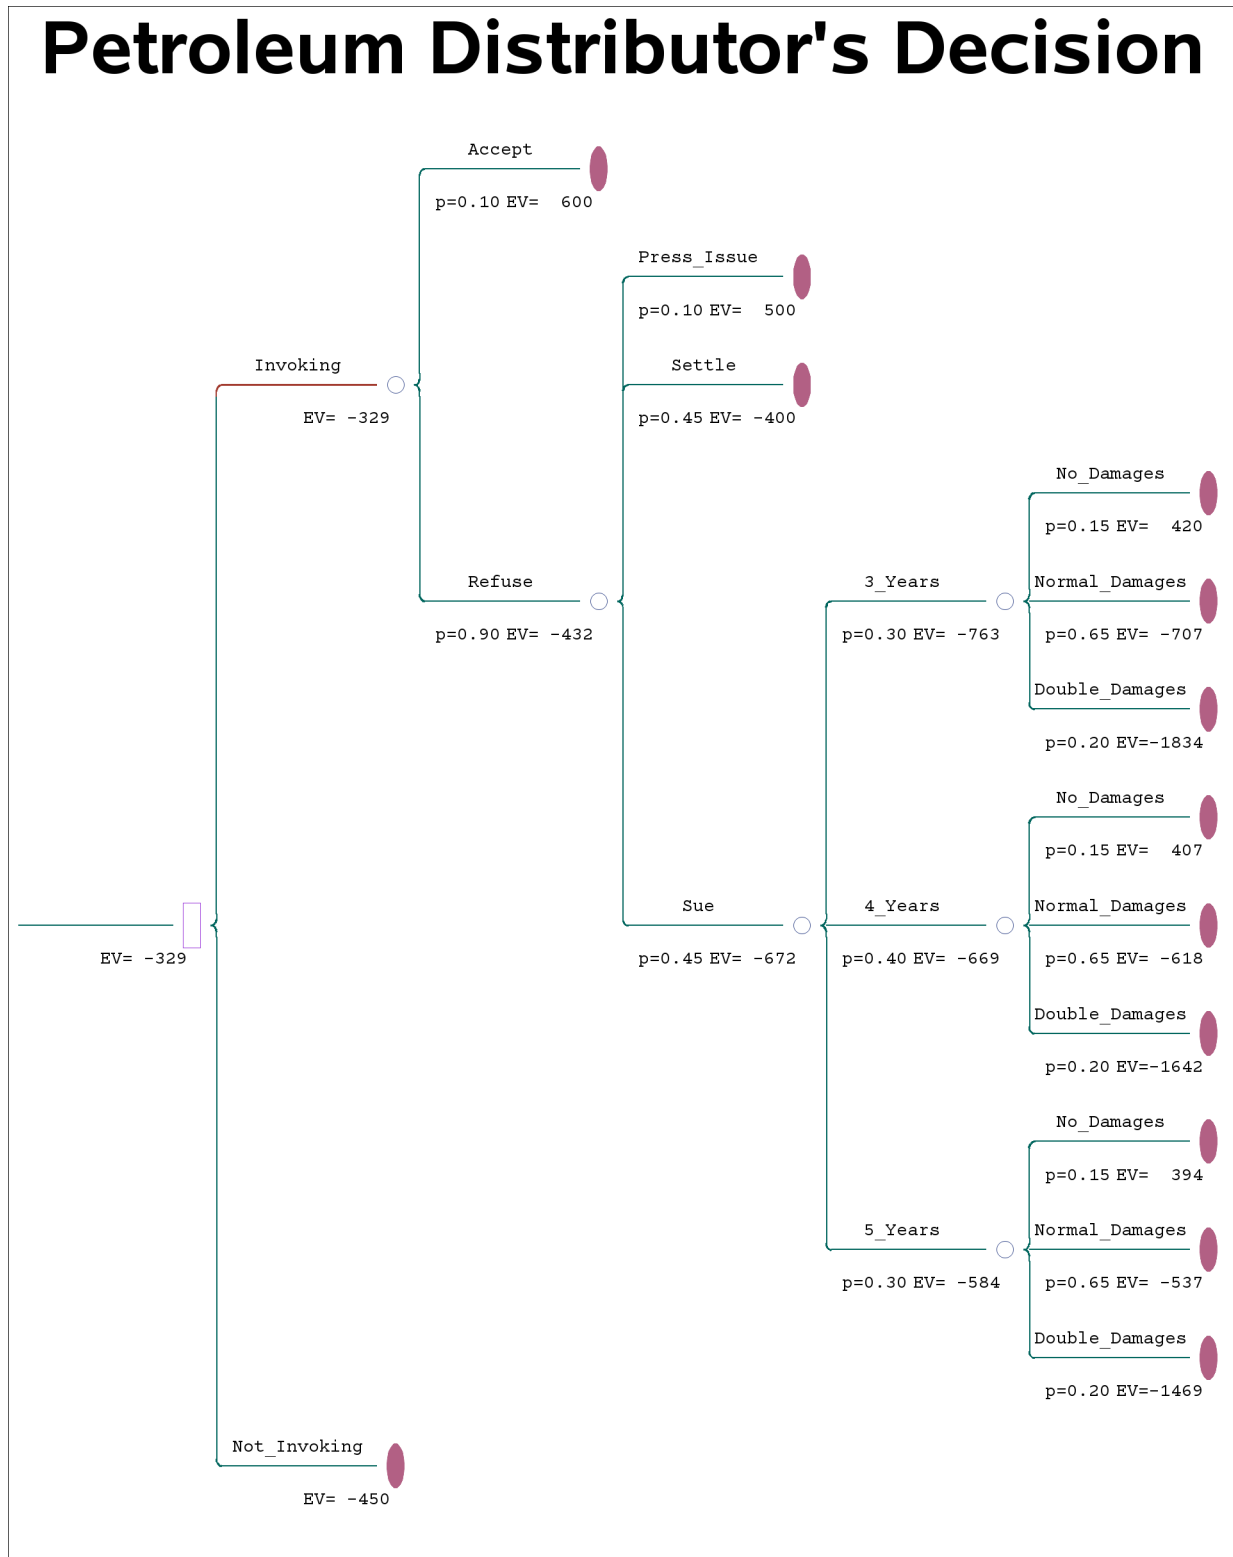 Petroleum Distributor's Decision
Accept
p=0.10 EV=  600
Press_Issue
p=0.10 EV=  500
Invoking
EV= -329
Settle
p=0.45 EV= -400
No_Damages
p=0.15 EV=  420
Refuse
p=0.90 EV= -432
3_Years
p=0.30 EV= -763
Normal_Damages
p=0.65 EV= -707
Double_Damages
p=0.20 EV=-1834
No_Damages
p=0.15 EV=  407
EV= -329
Sue
p=0.45 EV= -672
4_Years
p=0.40 EV= -669
Normal_Damages
p=0.65 EV= -618
Double_Damages
p=0.20 EV=-1642
No_Damages
p=0.15 EV=  394
5_Years
p=0.30 EV= -584
Normal_Damages
p=0.65 EV= -537
Double_Damages
p=0.20 EV=-1469
Not_Invoking
EV= -450